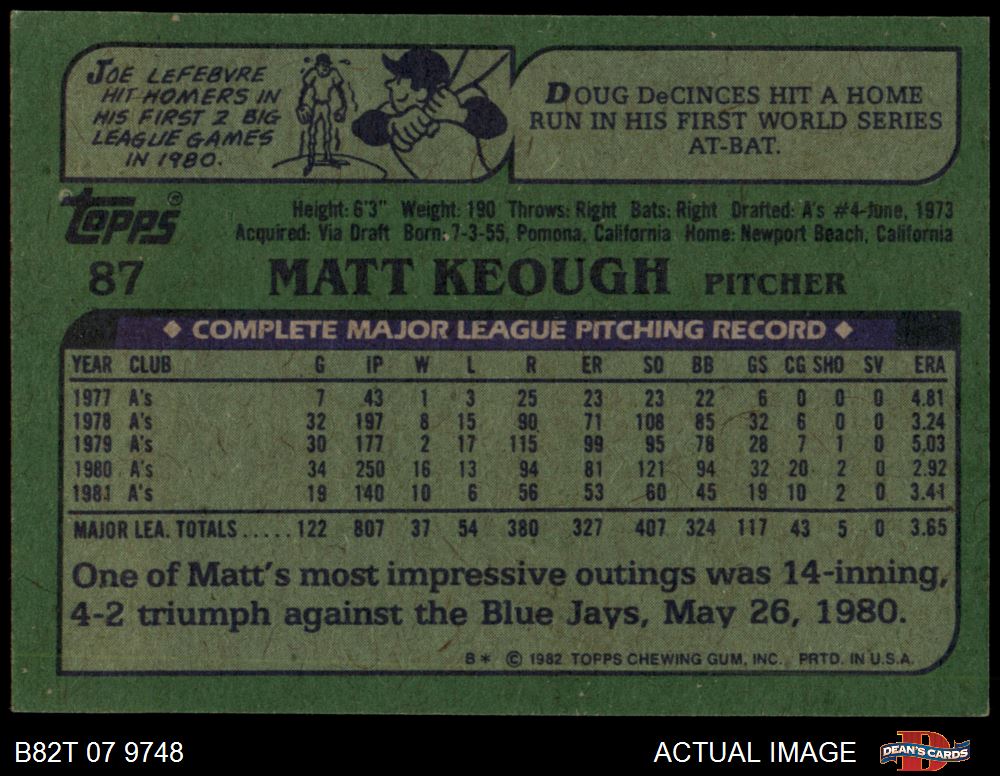 JOE LEFEBVRE
HIT HOMERS IN
HIS FIRST 2 BIG
LEAGUE GAMES
IN 1980.
DOUG DeCINCES HIT A HOME
RUN IN HIS FIRST WORLD SERIES
AT-BAT.
TOPPS®
Height: 6'3" Weight: 190 Throws: Right Bats: Right Drafted: A's #4-June, 1973
Acquired: Via Draft Born: 7-3-55, Pomona, California Home: Newport Beach, California
87 MATT KEOUGH PITCHER
◆ COMPLETE MAJOR LEAGUE PITCHING RECORD ◆
YEAR CLUB G IP W L R ER SO BB GS CG SHO SV ERA
1977 A's 7 43 1 3 25 23 23 22 6 0 0 0 4.81
1978 A's 32 197 8 15 90 71 108 85 32 6 0 0 3.24
1979 A's 30 177 2 17 115 99 95 78 28 7 1 0 5.03
1980 A's 34 250 16 13 94 81 121 94 32 20 2 0 2.92
1981 A's 19 140 10 6 56 53 60 45 19 10 2 0 3.41
MAJOR LEA. TOTALS..... 122 807 37 54 380 327 407 324 117 43 5 0 3.65
One of Matt's most impressive outings was 14-inning,
4-2 triumph against the Blue Jays, May 26, 1980.
B* © 1982 TOPPS CHEWING GUM, INC. PRTD. IN U.S.A.
B82T 07 9748 ACTUAL IMAGE DEAN'S CARDS